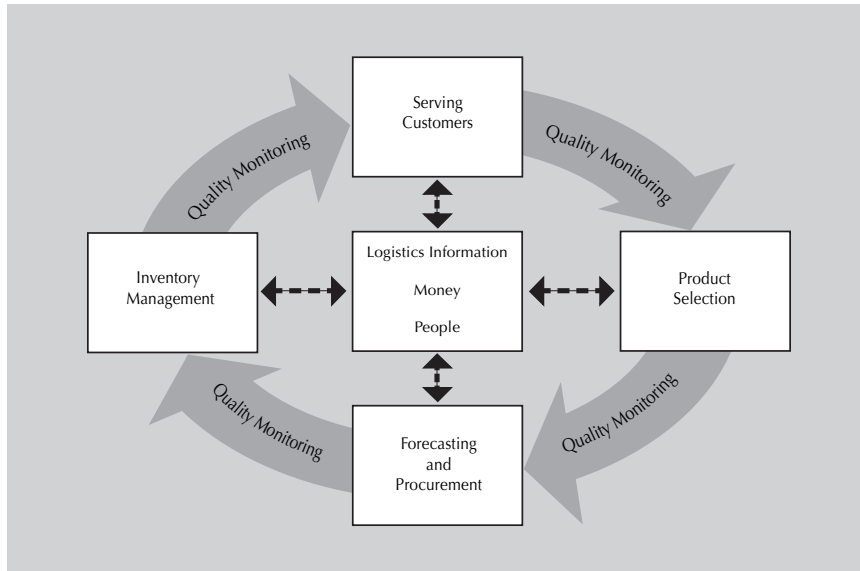 Serving
Customers
Quality Monitoring
Quality Monitoring
Inventory
Management
Logistics Information
Money
People
Product
Selection
Quality Monitoring
Quality Monitoring
Forecasting
and
Procurement